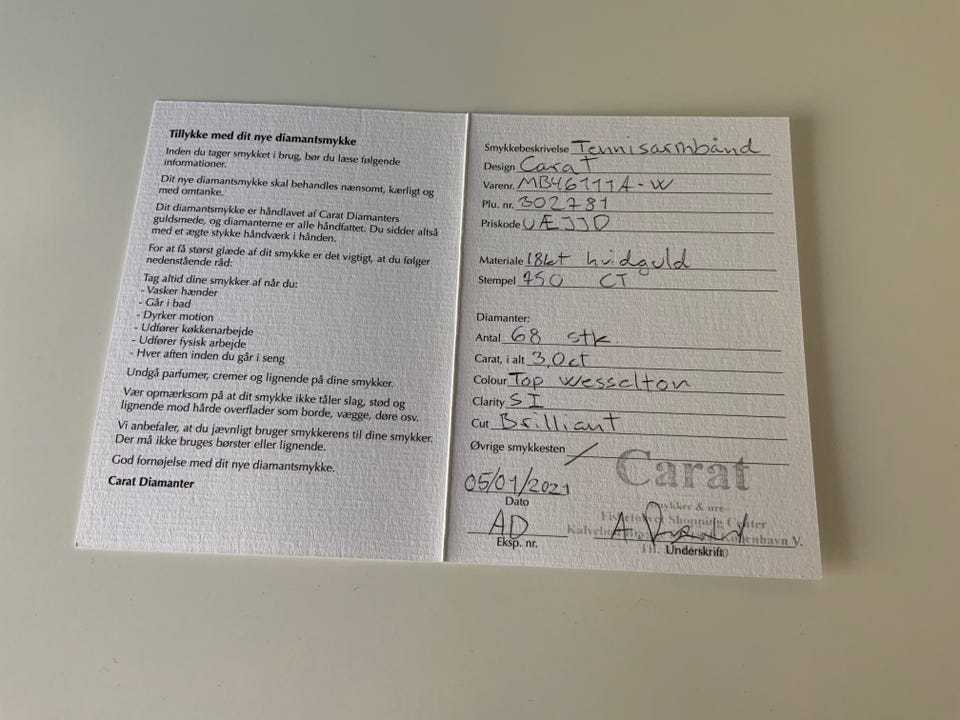 Tillykke med dit nye diamantsmykke
Inden du tager smykket i brug, bør du læse følgende
informationer.
Dit nye diamantsmykke skal behandles nænsomt, kærligt og
med omtanke.
Dit diamantsmykke er håndlavet af Carat Diamanters
guldsmede, og diamanterne er alle håndfattet. Du sidder altså
med et ægte stykke håndværk i hånden.
For at få størst glæde af dit smykke er det vigtigt, at du følger
nedenstående råd:
Tag altid dine smykker af når du:
- Vasker hænder
- Går i bad
- Dyrker motion
- Udfører køkkenarbejde
- Udfører fysisk arbejde
- Hver aften inden du går i seng
Undgå parfumer, cremer og lignende på dine smykker.
Vær opmærksom på at dit smykke ikke tåler slag, stød og
lignende mod hårde overflader som borde, vægge, døre osv.
Vi anbefaler, at du jævnligt bruger smykkerens til dine smykker.
Der må ikke bruges børster eller lignende.
God fornøjelse med dit nye diamantsmykke.
Carat Diamanter
Smykkebeskrivelse Tennisarmbånd
Design Carat
Varenr. MB46111A-W
Plu. nr. 302781
Priskode UÆJJD
Materiale 18kt hvidguld
Stempel 750 CT
Diamanter:
Antal 68 stk.
Carat, i alt 3,0ct
Colour Top Wesselton
Clarity SI
Cut Brilliant
Øvrige smykkesten
Carat
05/01/2021
Dato
Smykker & ure
Fisketorvet Shopping Center
København V.
AD
Eksp. nr.
Underskrift